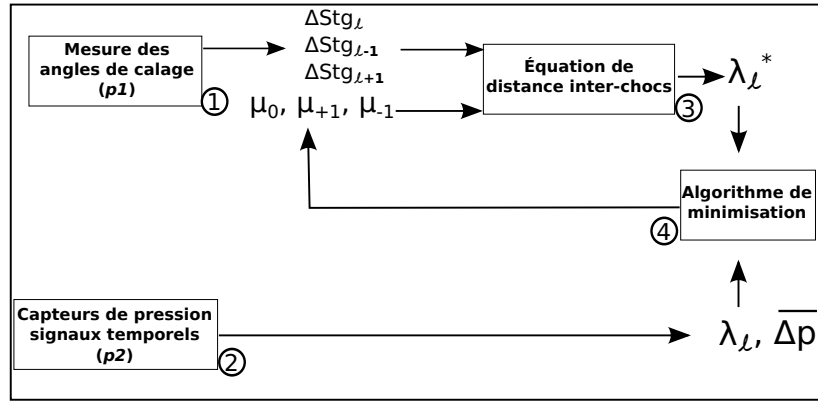 Mesure des
angles de calage
(p1)
①
ΔStgℓ
ΔStgℓ-1
ΔStgℓ+1
μ0, μ+1, μ-1
Équation de
distance inter-chocs
③
λℓ*
Algorithme de
minimisation
④
Capteurs de pression
signaux temporels
(p2)
②
λℓ, Δp̅